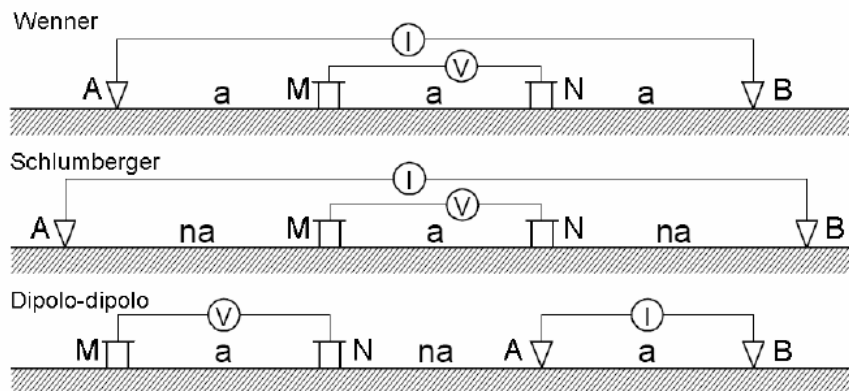 Wenner
I
V
A a M a N a B
Schlumberger
I
V
A na M a N na B
Dipolo-dipolo
V I
M a N na A a B